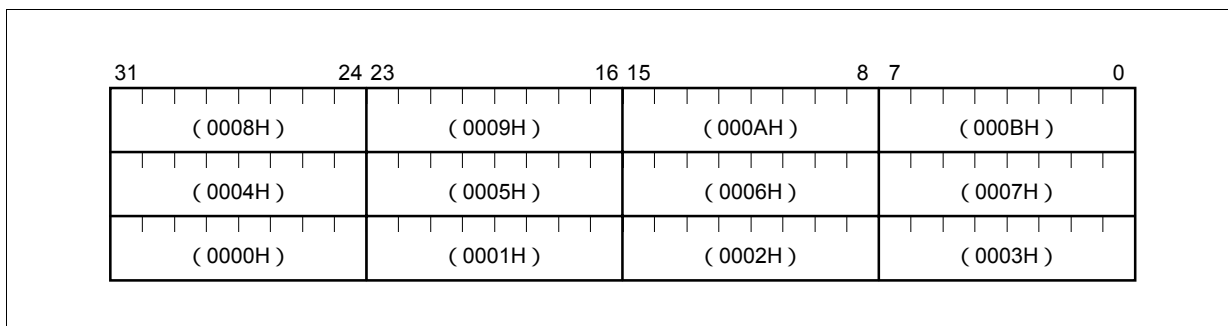 31 24 23 16 15 8 7 0
(0008H) (0009H) (000AH) (000BH)
(0004H) (0005H) (0006H) (0007H)
(0000H) (0001H) (0002H) (0003H)